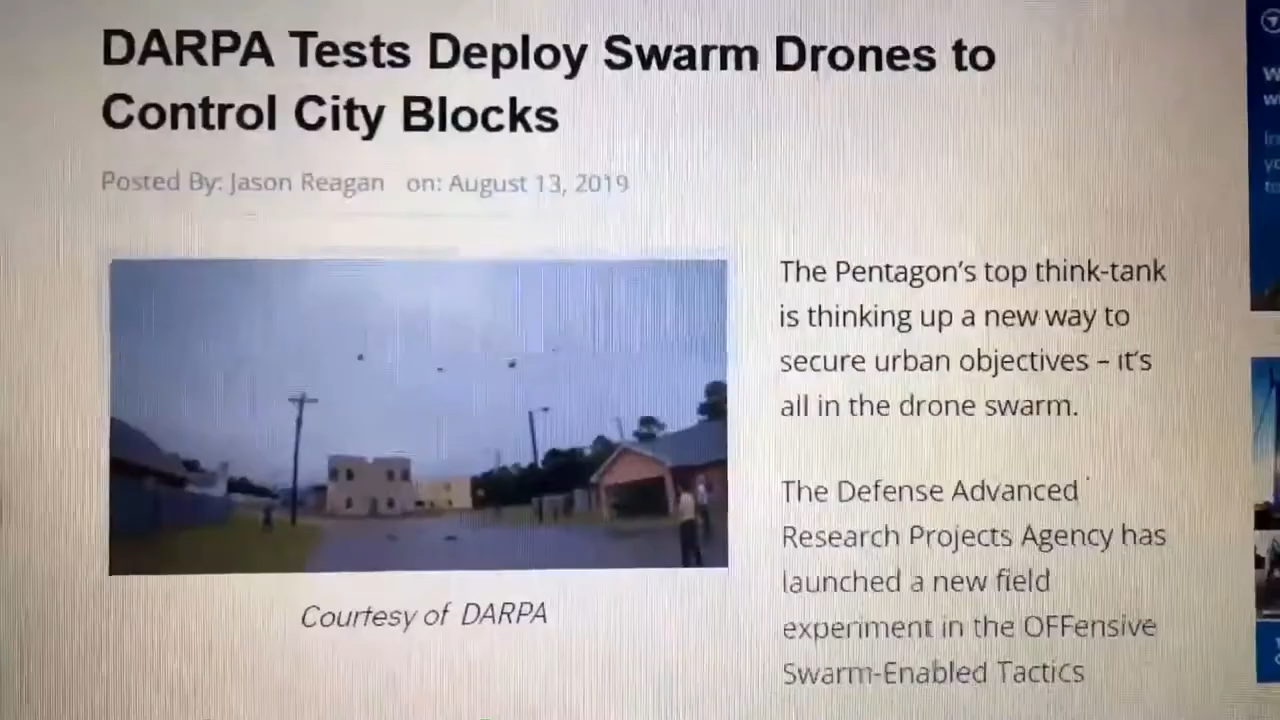 DARPA Tests Deploy Swarm Drones to
Control City Blocks
Posted By: Jason Reagan on: August 13, 2019
The Pentagon's top think-tank
is thinking up a new way to
secure urban objectives – it's
all in the drone swarm.
The Defense Advanced
Research Projects Agency has
launched a new field
experiment in the OFFensive
Swarm-Enabled Tactics
Courtesy of DARPA